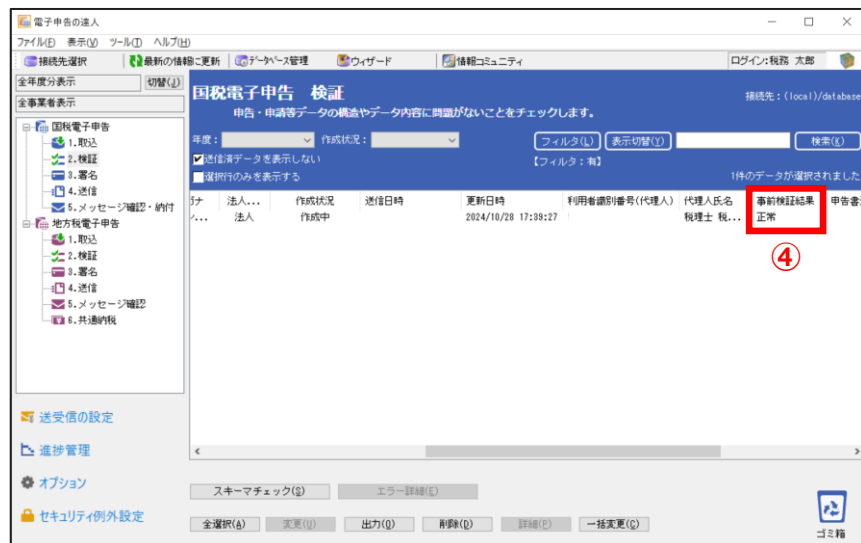 電子申告の達人
ファイル(F) 表示(V) ツール(T) ヘルプ(H)
接続先選択 最新の情報に更新 データベース管理 ウィザード 情報コミュニティ ログイン:税務 太郎
全年度分表示 切替(J)
全事業者表示
国税電子申告
1.取込
2.検証
3.署名
4.送信
5.メッセージ確認・納付
地方税電子申告
1.取込
2.検証
3.署名
4.送信
5.メッセージ確認
6.共通納税
送受信の設定
進捗管理
オプション
セキュリティ例外設定
国税電子申告 検証
申告・申請等データの構造やデータ内容に問題がないことをチェックします。
接続先:(local)/database
年度: 作成状況: フィルタ(L) 表示切替(Y) 検索(K)
送信済データを表示しない 【フィルタ:有】
選択行のみを表示する 1件のデータが選択されました
ガナ 法人... 作成状況 送信日時 更新日時 利用者識別番号(代理人) 代理人氏名 事前検証結果 申告書
... 法人 作成中 2024/10/28 17:39:27 税理士 税... 正常
④
スキーマチェック(S) エラー詳細(E)
全選択(A) 変更(U) 出力(O) 削除(D) 詳細(P) 一括変更(C)
ゴミ箱